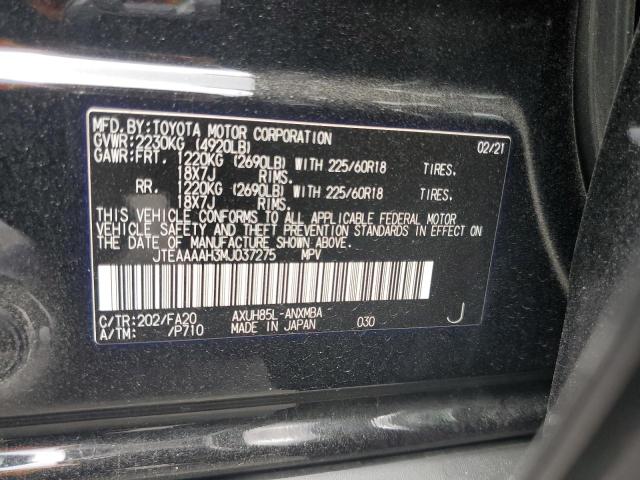 MFD.BY:TOYOTA MOTOR CORPORATION 02/21
GVWR:2230KG (4920LB)
GAWR:FRT. 1220KG (2690LB) WITH 225/60R18 TIRES.
18X7J RIMS.
RR. 1220KG (2690LB) WITH 225/60R18 TIRES.
18X7J RIMS.
THIS VEHICLE CONFORMS TO ALL APPLICABLE FEDERAL MOTOR
VEHICLE SAFETY AND THEFT PREVENTION STANDARDS IN EFFECT ON
THE DATE OF MANUFACTURE SHOWN ABOVE.
JTEAAAAH3MJ037275 MPV
C/TR:202/FA20 AXUH85L-ANXMBA
A/TM: /P710 MADE IN JAPAN 030 J